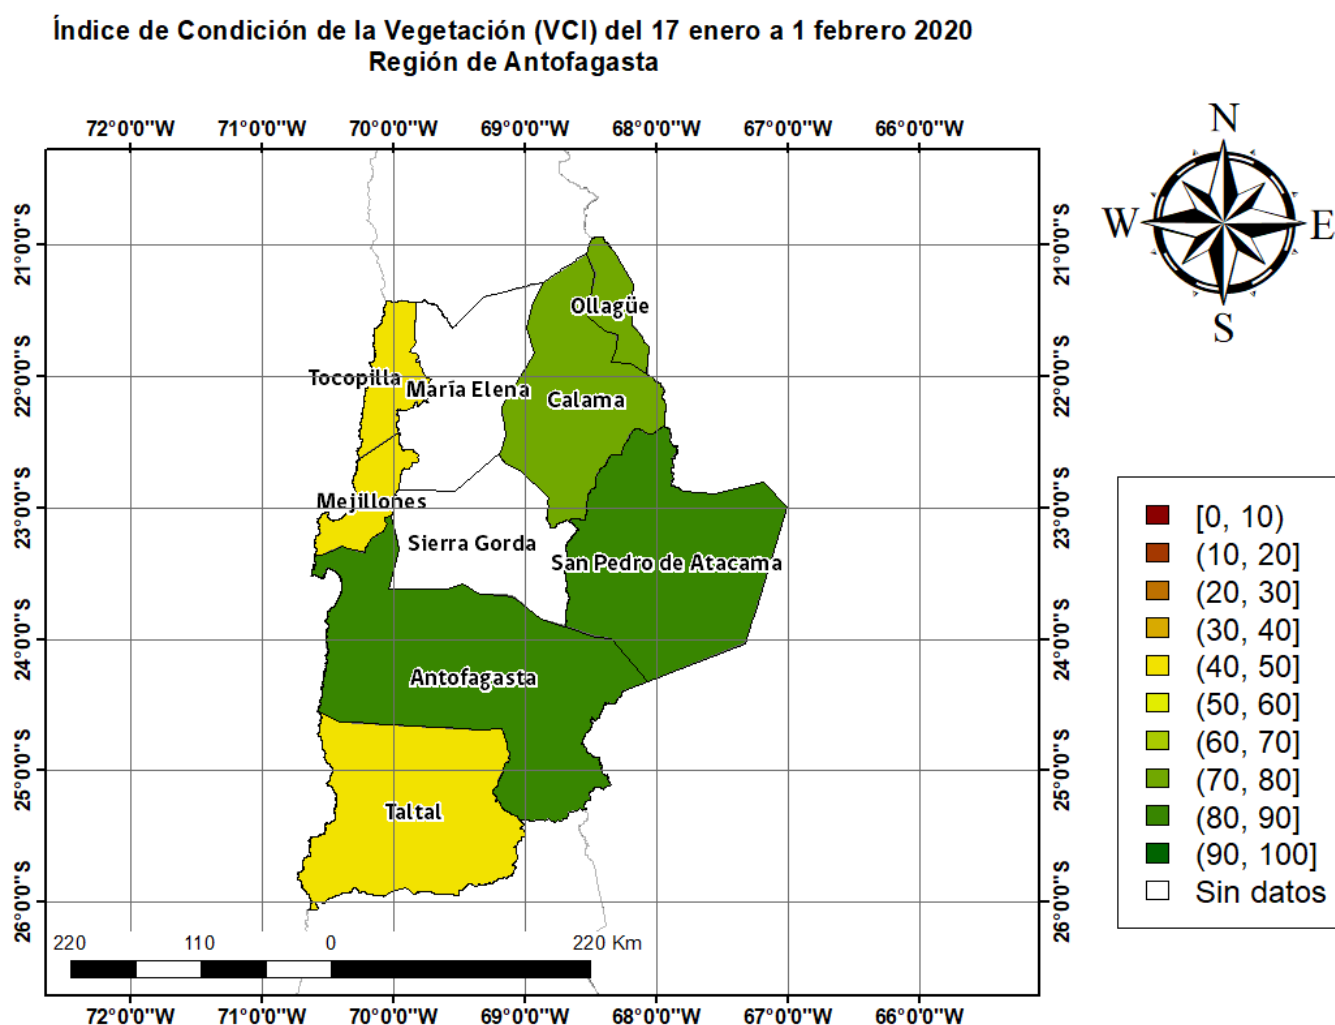 Índice de Condición de la Vegetación (VCI) del 17 enero a 1 febrero 2020
Región de Antofagasta
72°0'0"W 71°0'0"W 70°0'0"W 69°0'0"W 68°0'0"W 67°0'0"W 66°0'0"W
N
W E
S
21°0'0"S 21°0'0"S
Ollagüe
22°0'0"S 22°0'0"S
Tocopilla María Elena Calama
23°0'0"S 23°0'0"S
Mejillones
Sierra Gorda
San Pedro de Atacama
24°0'0"S 24°0'0"S
Antofagasta
25°0'0"S 25°0'0"S
Taltal
26°0'0"S 26°0'0"S
[0, 10)
(10, 20]
(20, 30]
(30, 40]
(40, 50]
(50, 60]
(60, 70]
(70, 80]
(80, 90]
(90, 100]
Sin datos
220 110 0 220 Km
72°0'0"W 71°0'0"W 70°0'0"W 69°0'0"W 68°0'0"W 67°0'0"W 66°0'0"W